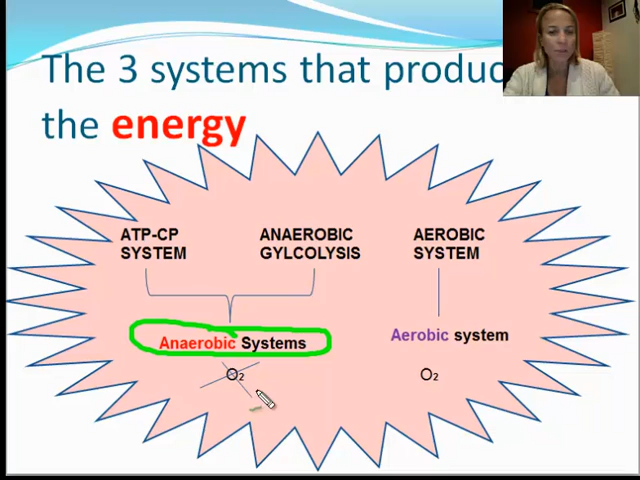 The 3 systems that produc
the energy
ATP-CP
SYSTEM
ANAEROBIC
GYLCOLYSIS
AEROBIC
SYSTEM
Anaerobic Systems
Aerobic system
O₂
O₂